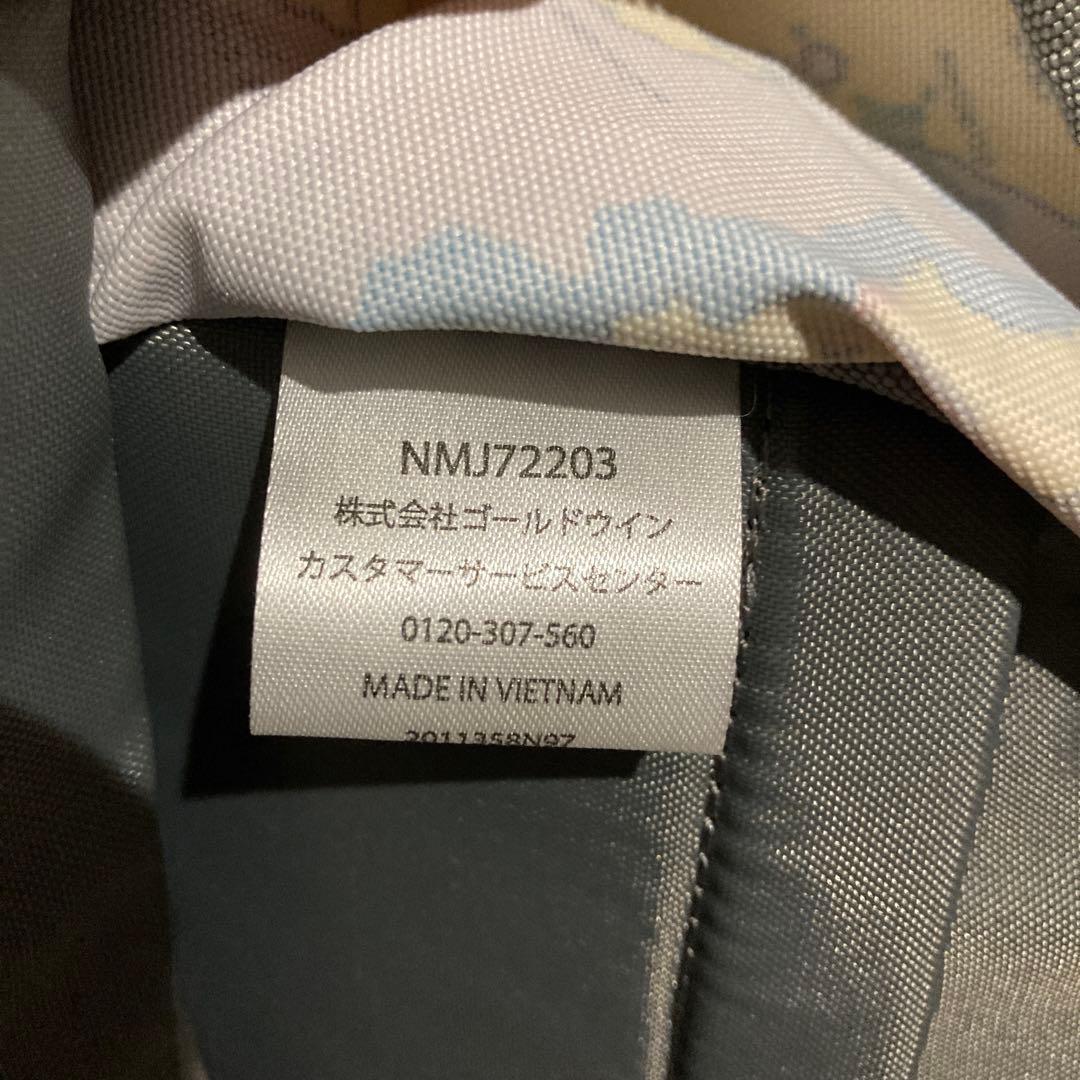 NMJ72203
株式会社ゴールドウイン
カスタマーサービスセンター
0120-307-560
MADE IN VIETNAM